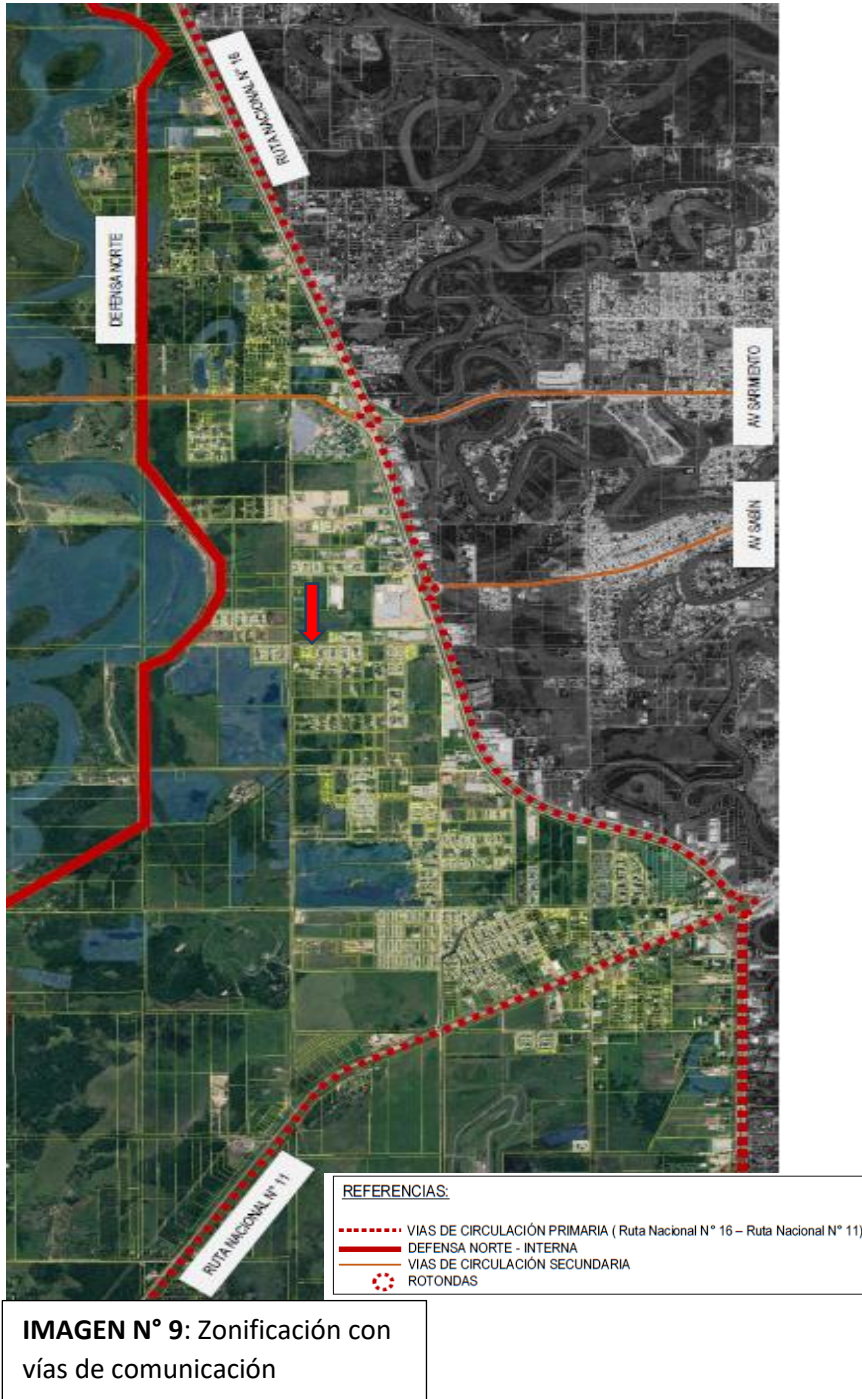 RUTA NACIONAL N° 16
DEFENSA NORTE
AV SARMIENTO
AV SABÍN
RUTA NACIONAL N° 11
REFERENCIAS:
VIAS DE CIRCULACIÓN PRIMARIA ( Ruta Nacional N° 16 – Ruta Nacional N° 11)
DEFENSA NORTE - INTERNA
VIAS DE CIRCULACIÓN SECUNDARIA
ROTONDAS
IMAGEN N° 9: Zonificación con
vías de comunicación